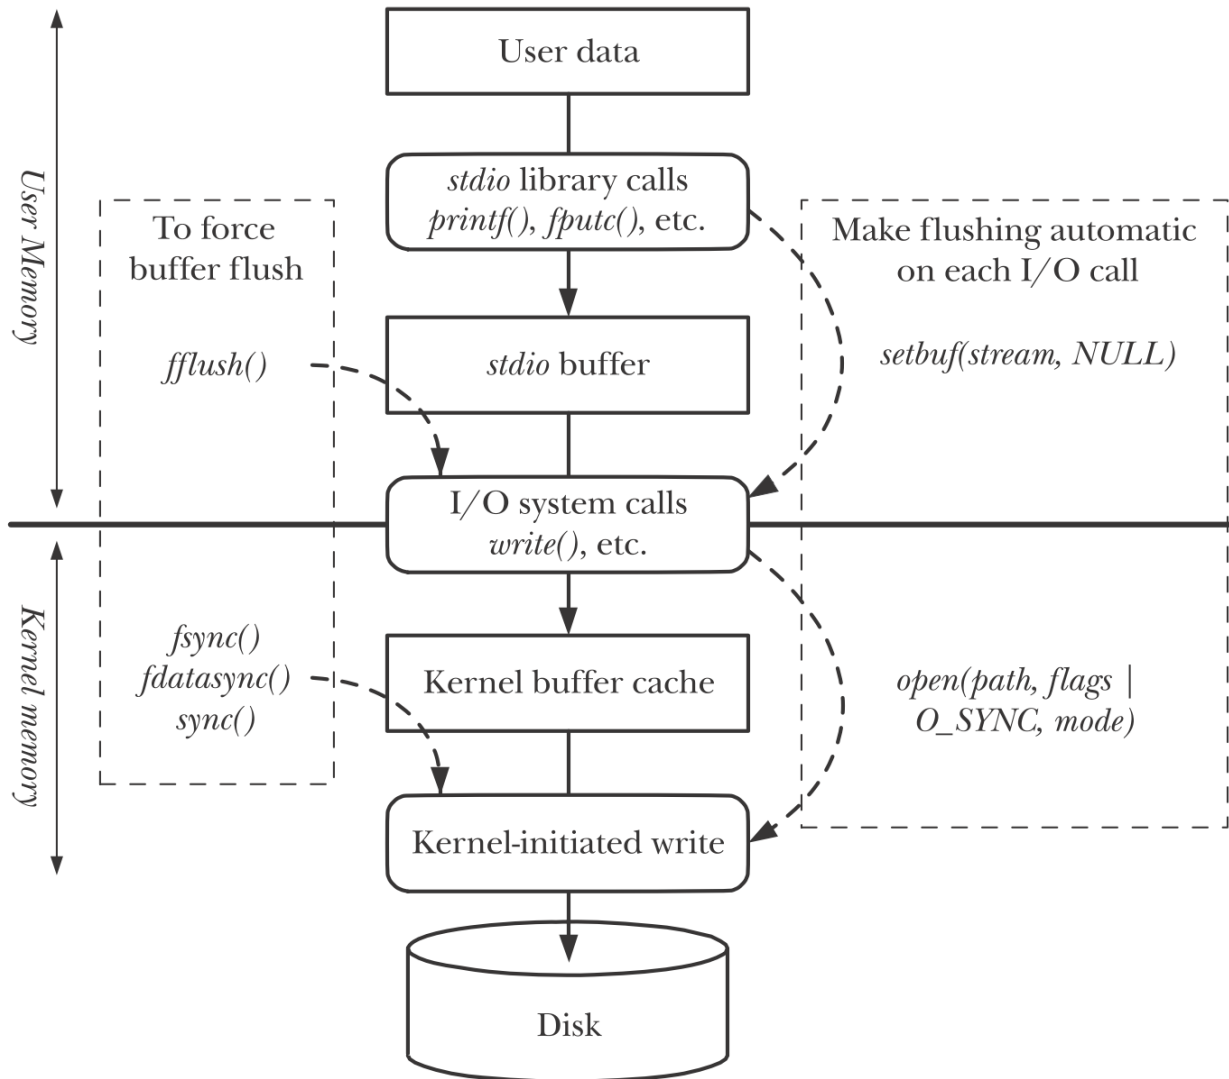 User data
User Memory
stdio library calls
printf(), fputc(), etc.
To force
buffer flush
Make flushing automatic
on each I/O call
fflush()
stdio buffer
setbuf(stream, NULL)
I/O system calls
write(), etc.
Kernel memory
fsync()
fdatasync()
sync()
Kernel buffer cache
open(path, flags |
O_SYNC, mode)
Kernel-initiated write
Disk